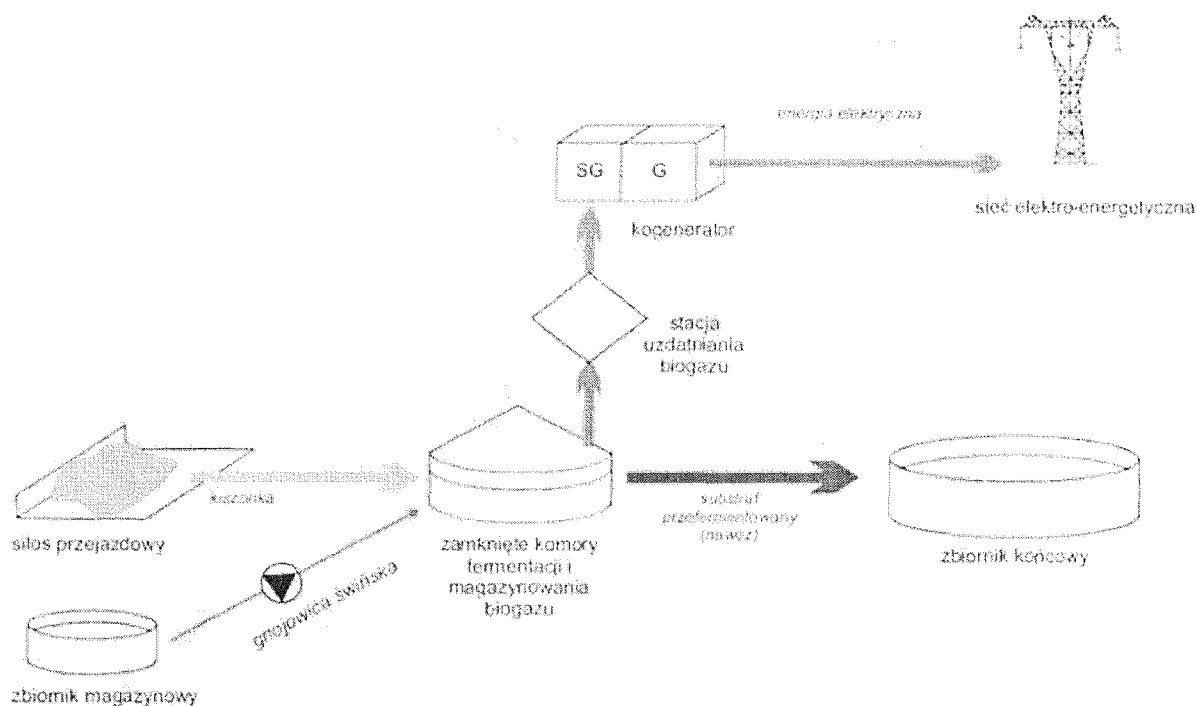 energia elektryczna
SG
G
sieć elektro-energetyczna
kogenerator
stacja
uzdatniania
biogazu
kiszonka
substrat
przefermentowany
(nawóz)
silos przejazdowy
zamknięte komory
fermentacji i
magazynowania
biogazu
zbiornik końcowy
gnojowica świńska
zbiornik magazynowy